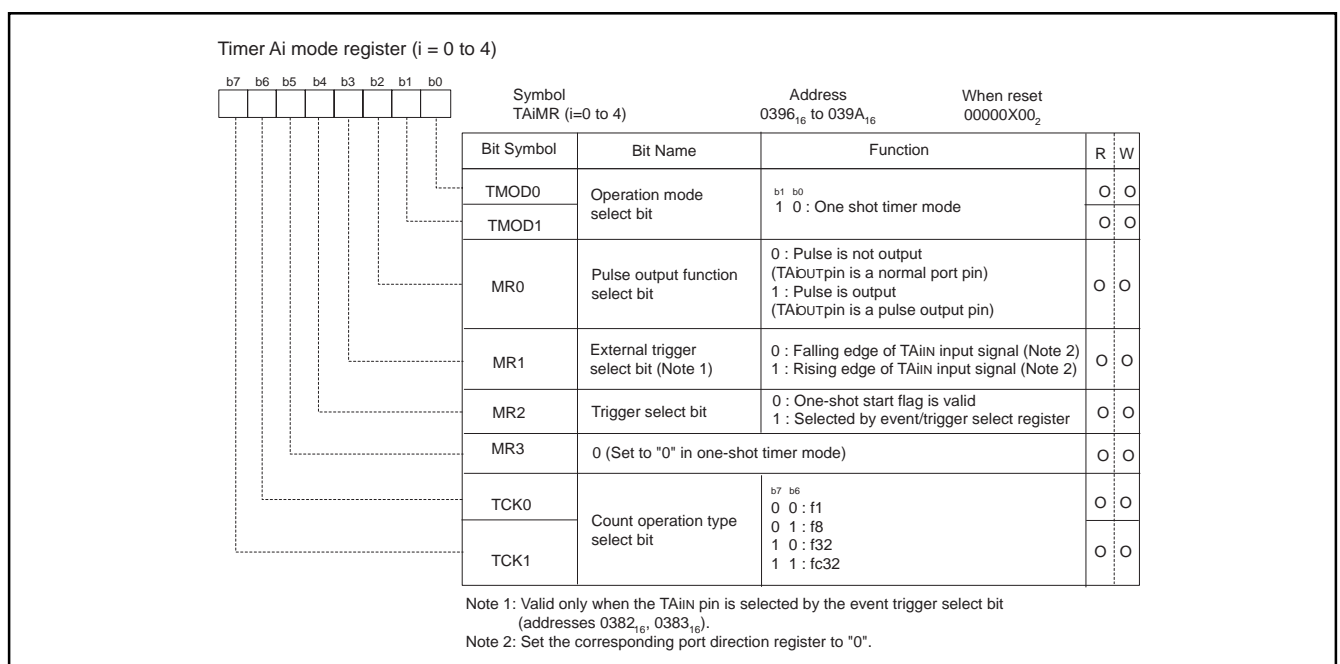 Timer Ai mode register (i = 0 to 4)
b7 b6 b5 b4 b3 b2 b1 b0
Symbol Address When reset
TAiMR (i=0 to 4) 0396₁₆ to 039A₁₆ 00000X00₂
Bit Symbol Bit Name Function R W
TMOD0 Operation mode select bit b1 b0 O O
1 0 : One shot timer mode
TMOD1 O O
MR0 Pulse output function select bit 0 : Pulse is not output
(TAiOUTpin is a normal port pin)
1 : Pulse is output
(TAiOUTpin is a pulse output pin) O O
MR1 External trigger select bit (Note 1) 0 : Falling edge of TAiIN input signal (Note 2)
1 : Rising edge of TAiIN input signal (Note 2) O O
MR2 Trigger select bit 0 : One-shot start flag is valid
1 : Selected by event/trigger select register O O
MR3 0 (Set to "0" in one-shot timer mode) O O
TCK0 Count operation type select bit b7 b6
0 0 : f1 O O
0 1 : f8
1 0 : f32
TCK1 1 1 : fc32 O O
Note 1: Valid only when the TAiIN pin is selected by the event trigger select bit
(addresses 0382₁₆, 0383₁₆).
Note 2: Set the corresponding port direction register to "0".